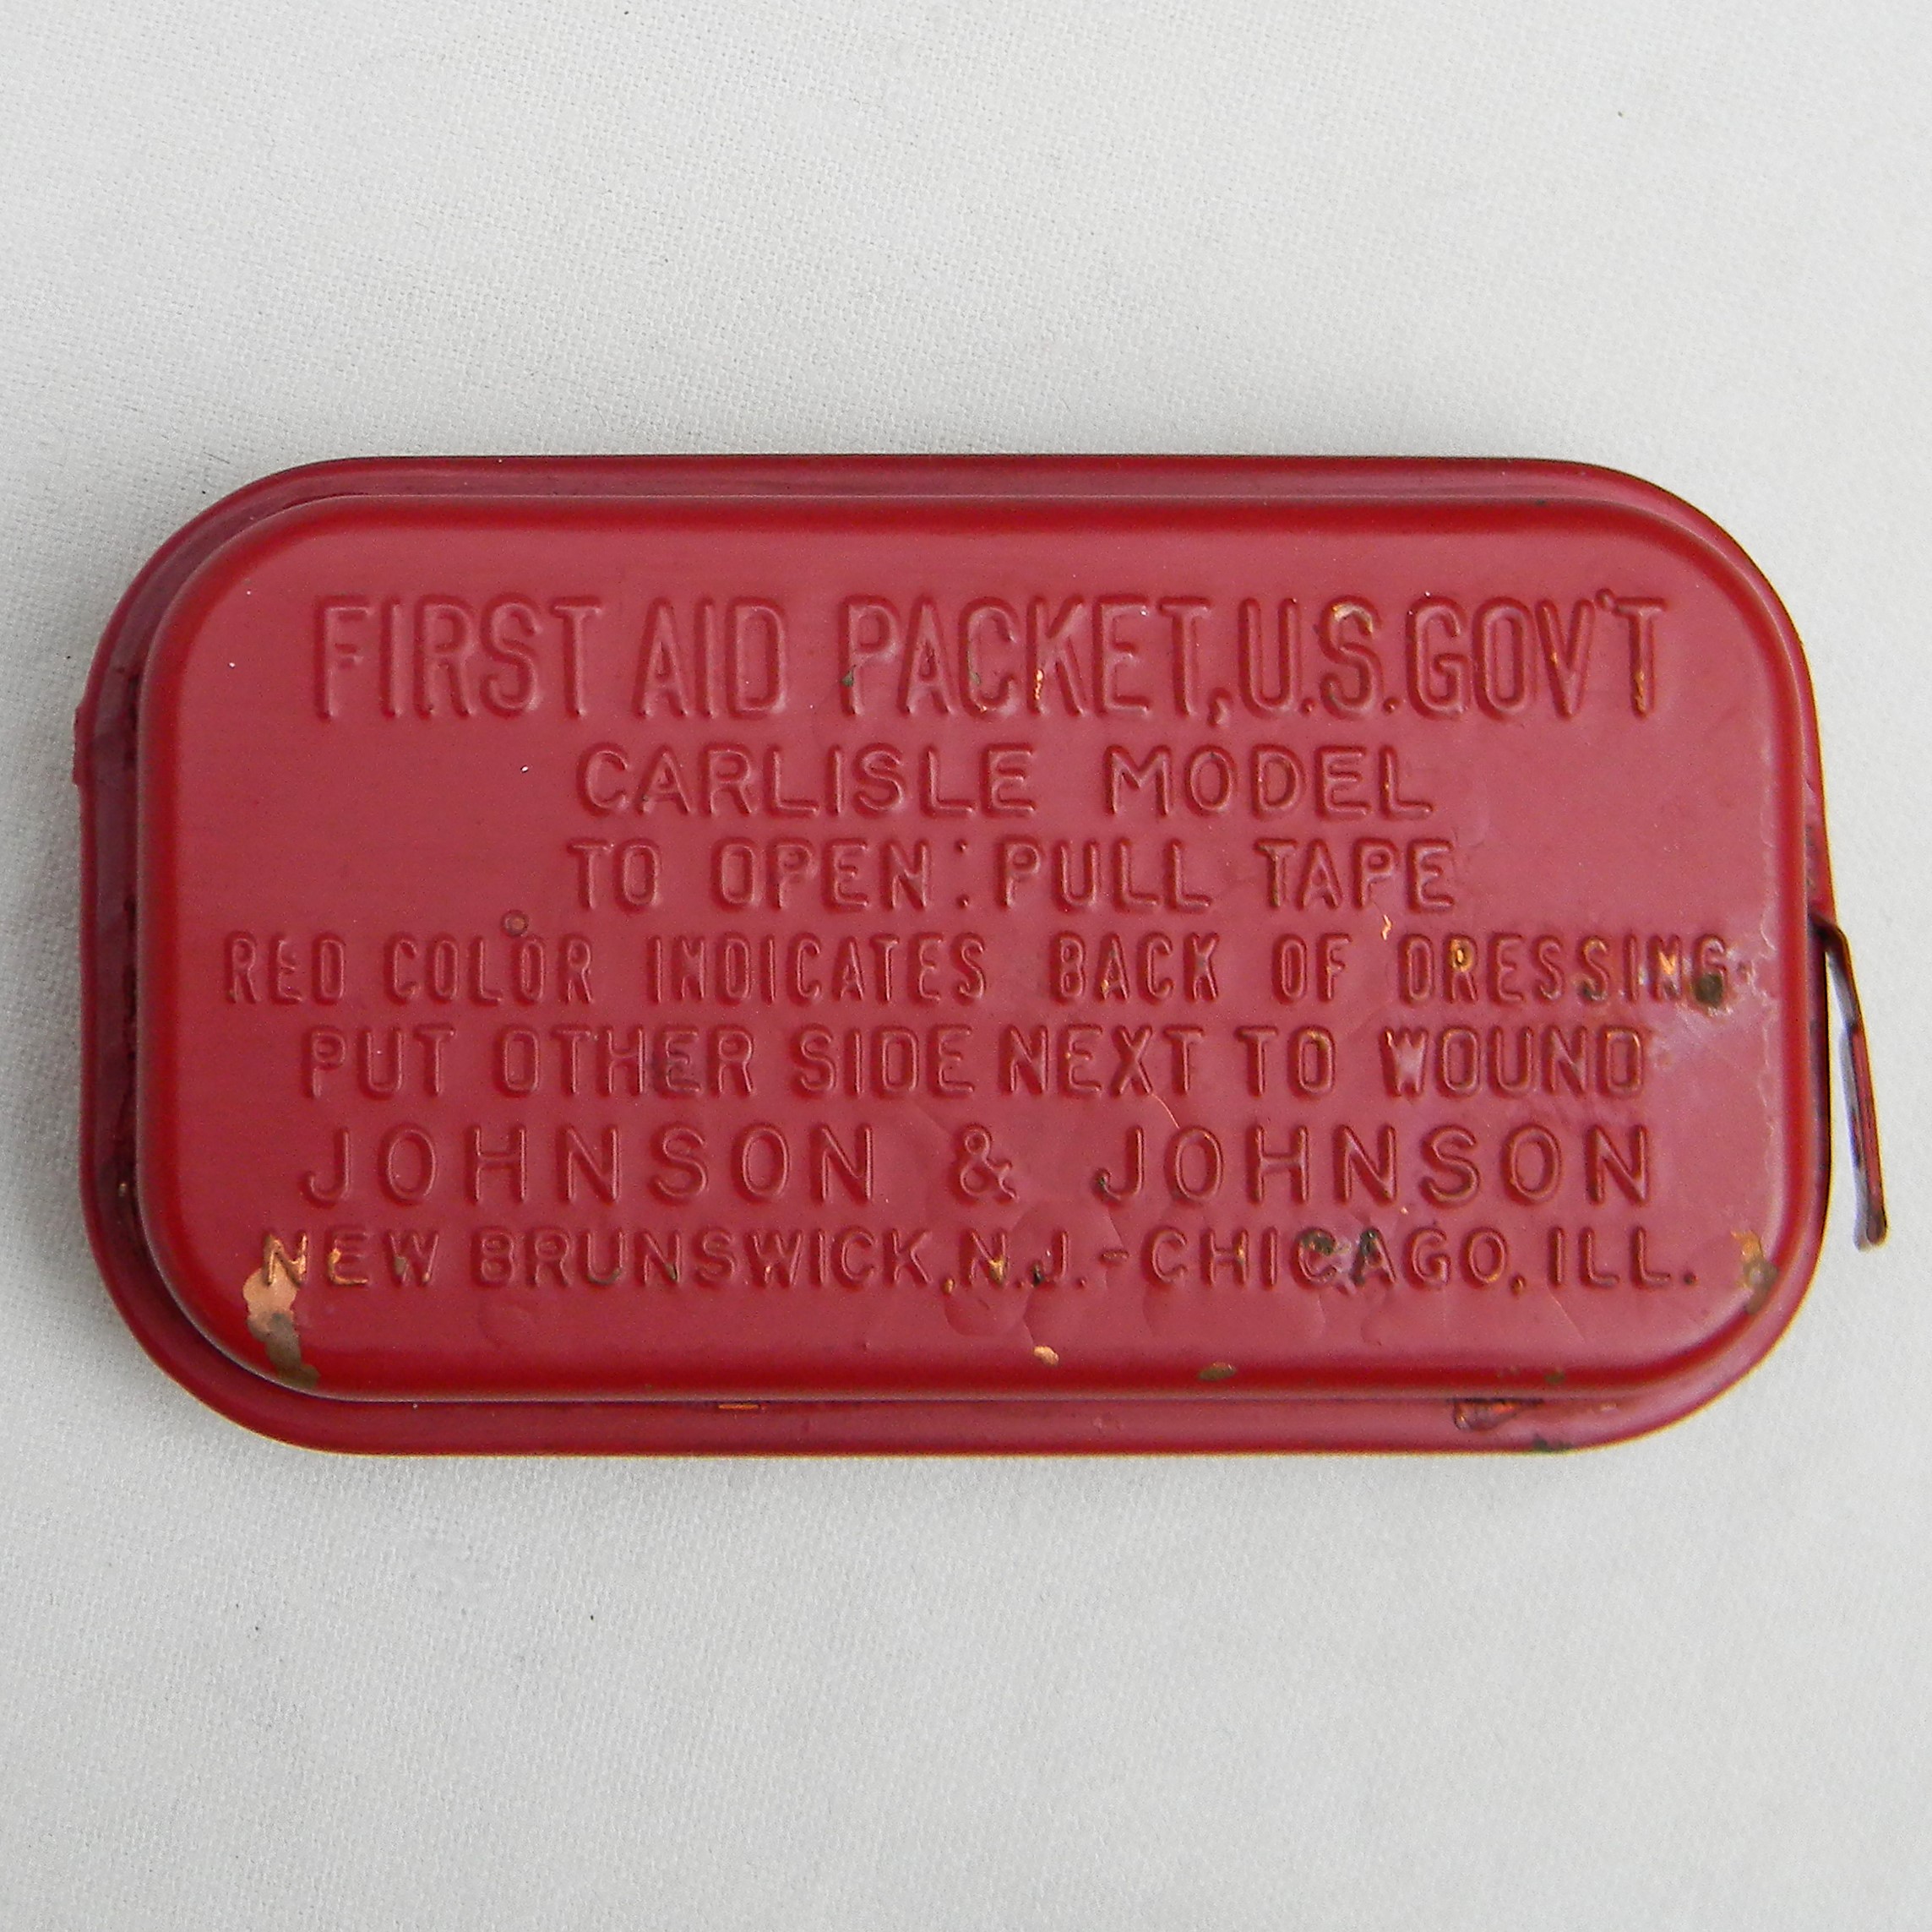 FIRST AID PACKET, U.S. GOV'T
CARLISLE MODEL
TO OPEN: PULL TAPE
RED COLOR INDICATES BACK OF DRESSING.
PUT OTHER SIDE NEXT TO WOUND
JOHNSON & JOHNSON
NEW BRUNSWICK, N.J.-CHICAGO, ILL.